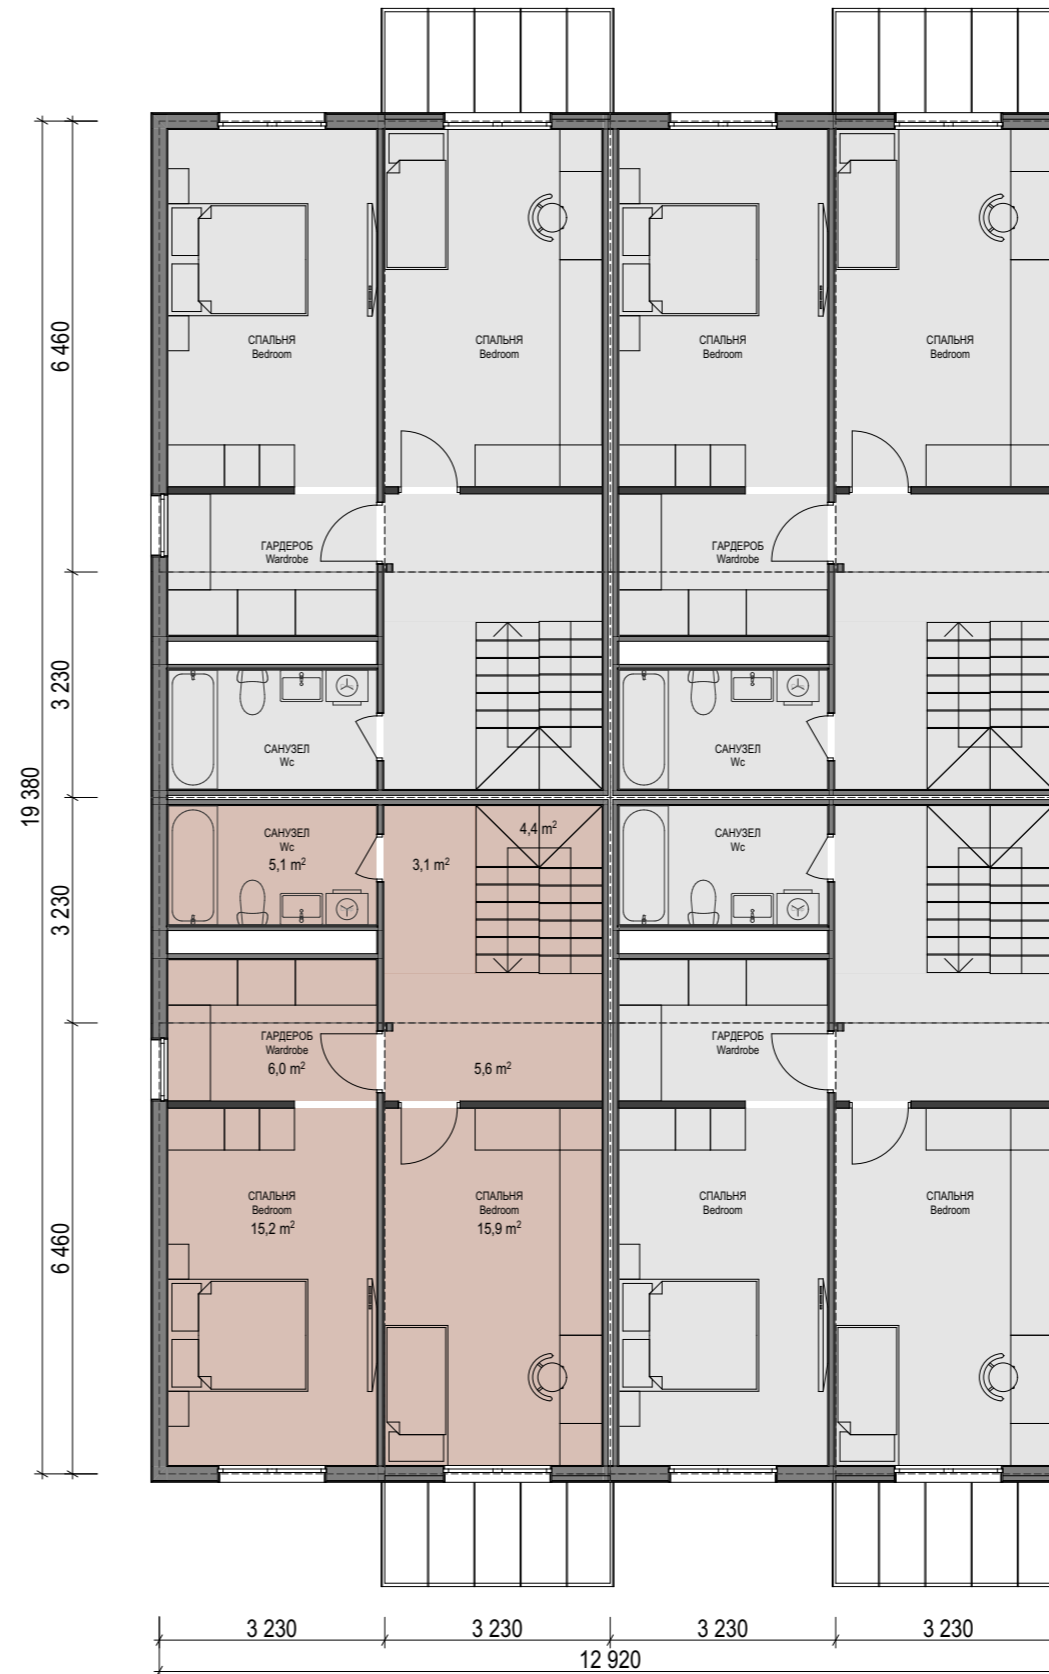 СПАЛЬНЯ
Bedroom
СПАЛЬНЯ
Bedroom
СПАЛЬНЯ
Bedroom
СПАЛЬНЯ
Bedroom
6 460
ГАРДЕРОБ
Wardrobe
ГАРДЕРОБ
Wardrobe
3 230
САНУЗЕЛ
Wc
САНУЗЕЛ
Wc
19 380
САНУЗЕЛ
Wc
5,1 m²
3,1 m²
4,4 m²
САНУЗЕЛ
Wc
3 230
ГАРДЕРОБ
Wardrobe
6,0 m²
5,6 m²
ГАРДЕРОБ
Wardrobe
СПАЛЬНЯ
Bedroom
15,2 m²
СПАЛЬНЯ
Bedroom
15,9 m²
СПАЛЬНЯ
Bedroom
СПАЛЬНЯ
Bedroom
6 460
3 230
3 230
3 230
3 230
12 920